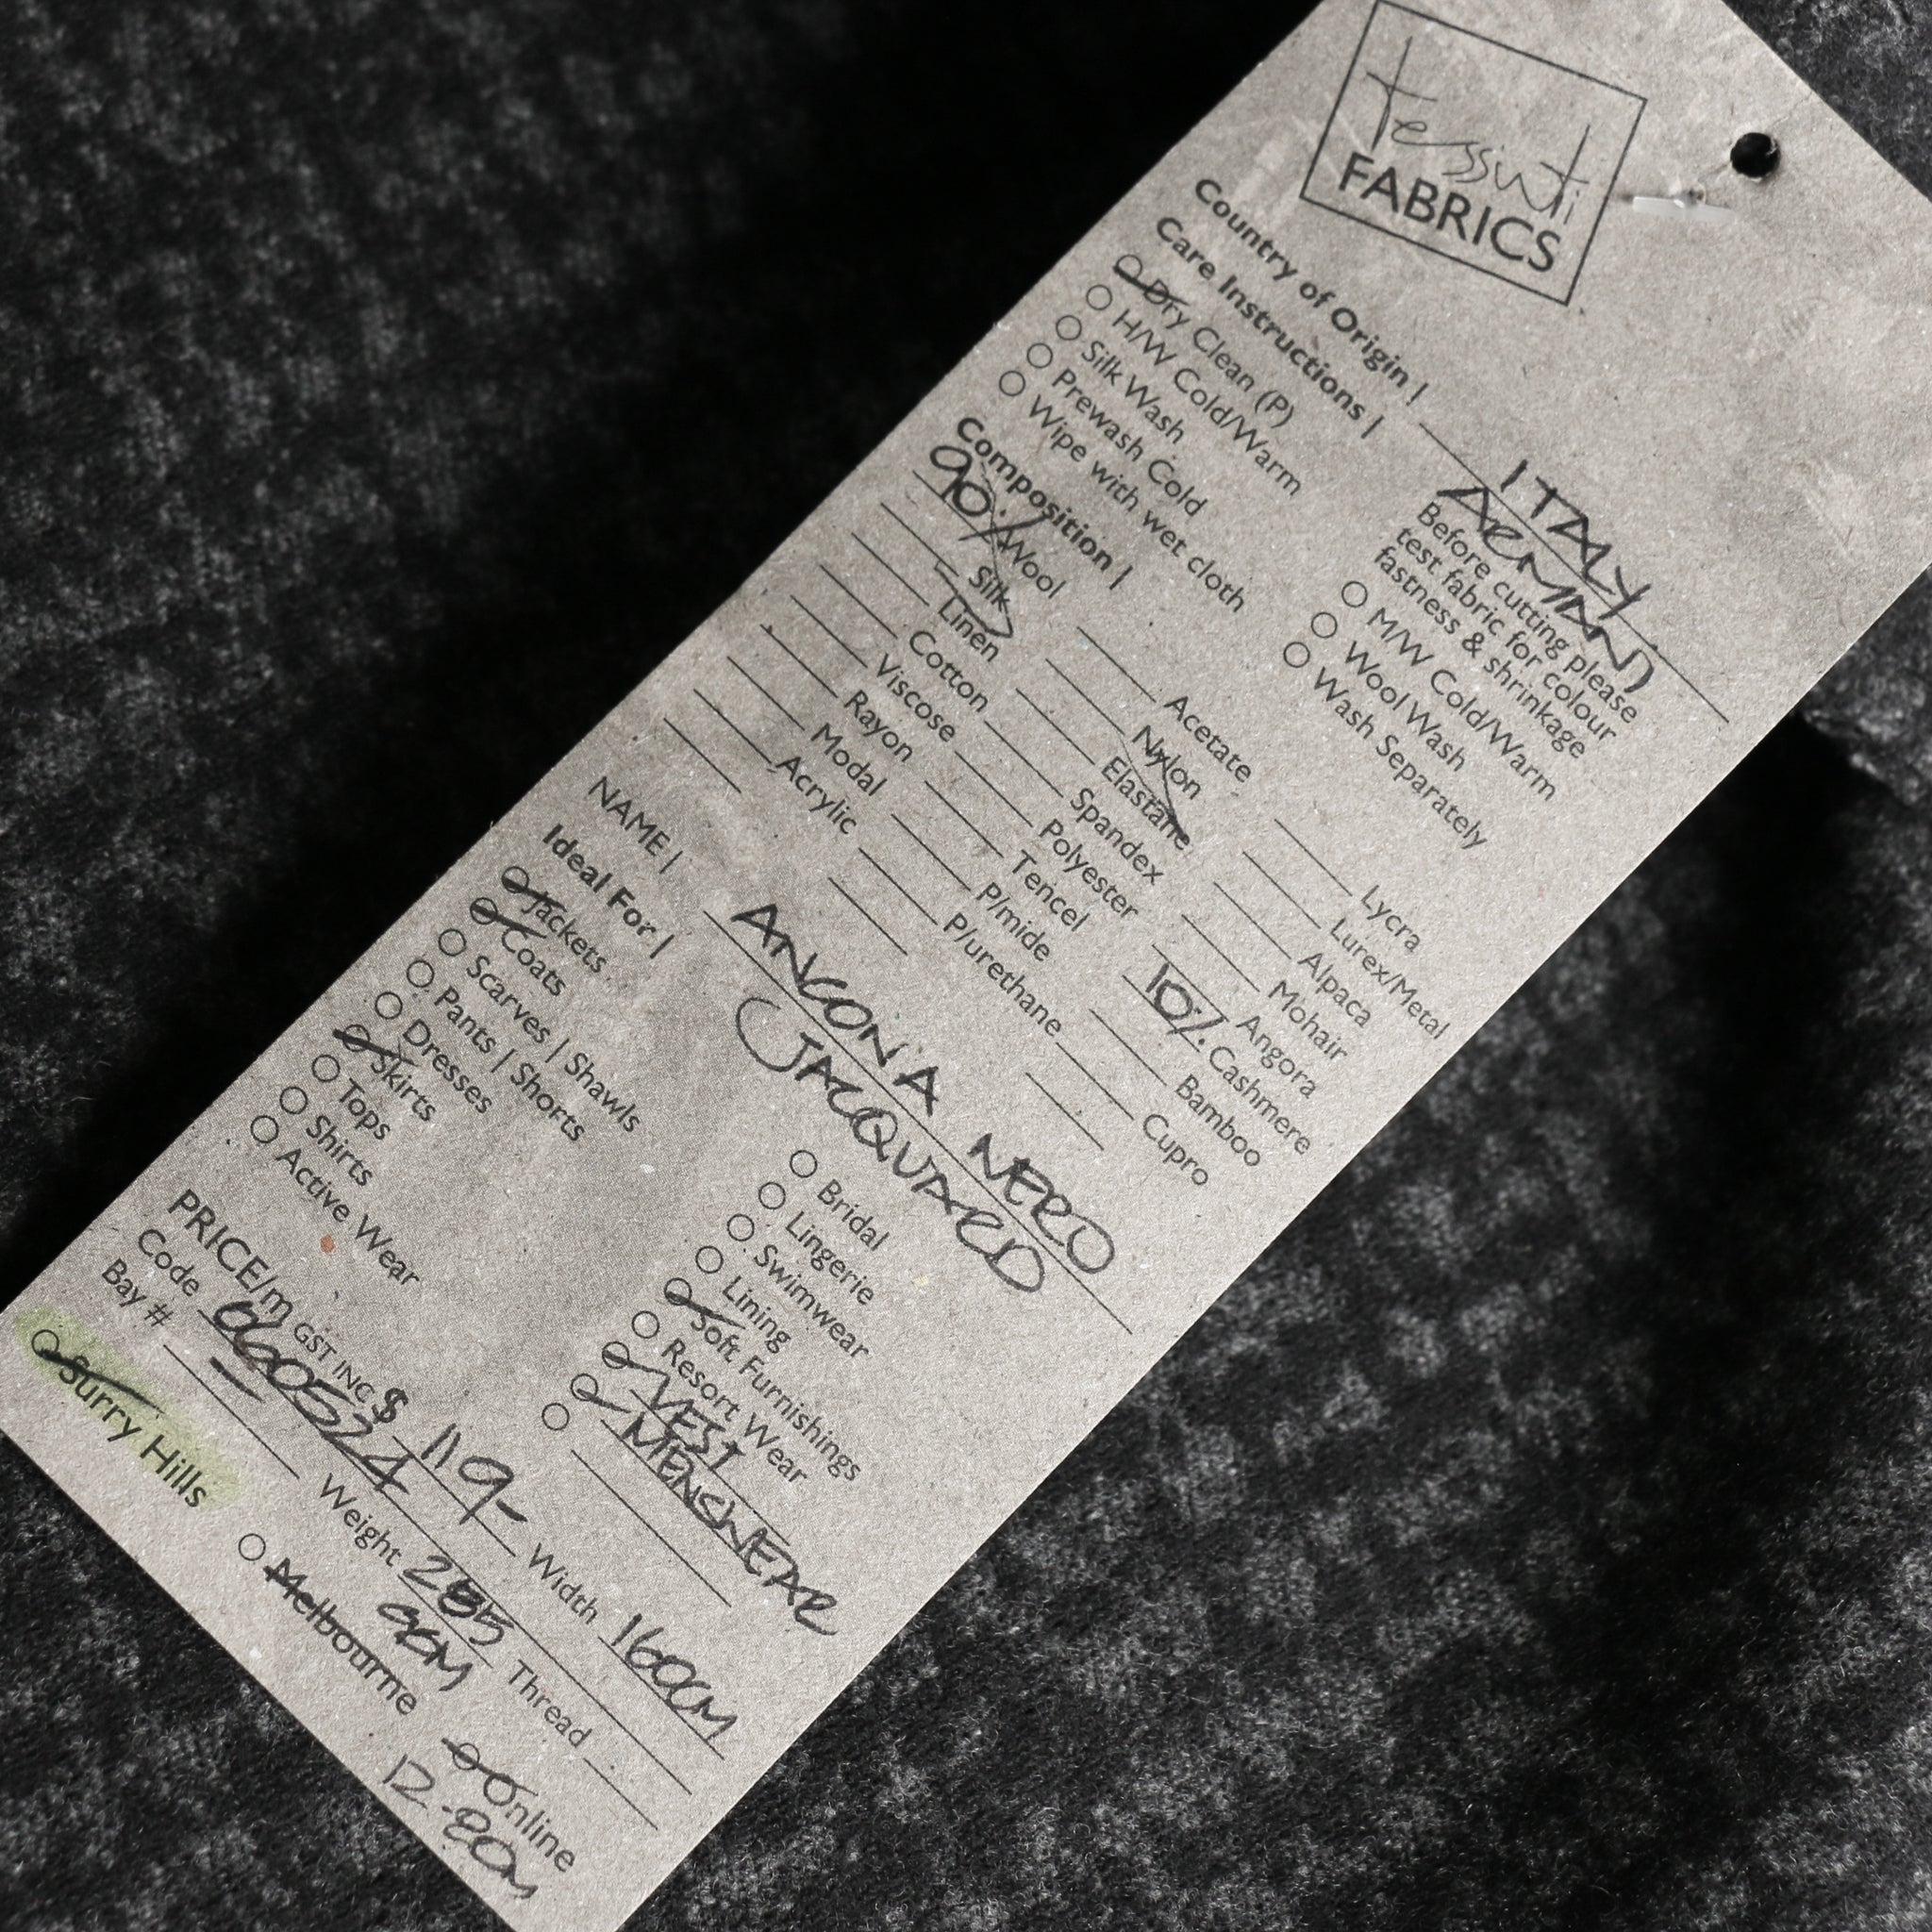 tessuti
FABRICS
Country of Origin | ITALY
ARMANI
Care Instructions |
Before cutting please
test fabric for colour
fastness & shrinkage
Dry Clean (P)
H/W Cold/Warm
Silk Wash
Prewash Cold
Wipe with wet cloth
M/W Cold/Warm
Wool Wash
Wash Separately
Composition |
90% Wool
Silk
Linen
Cotton
Viscose
Rayon
Modal
Acrylic
Acetate
Nylon
Elastane
Spandex
Polyester
Tencel
P/mide
P/urethane
Lycra
Lurex/Metal
Alpaca
Mohair
Angora
10% Cashmere
Bamboo
Cupro
NAME | ANCONA NERO
JACQUARD
Ideal For |
Jackets
Coats
Scarves | Shawls
Pants | Shorts
Dresses
Skirts
Tops
Shirts
Active Wear
Bridal
Lingerie
Swimwear
Lining
Soft Furnishings
Resort Wear
VEST
MENSWEAR
PRICE/m GST INC $ 119- Width 160CM
Code 060524 Weight 285 Thread
GSM
Bay #
Surry Hills
Melbourne
Online
12.80m